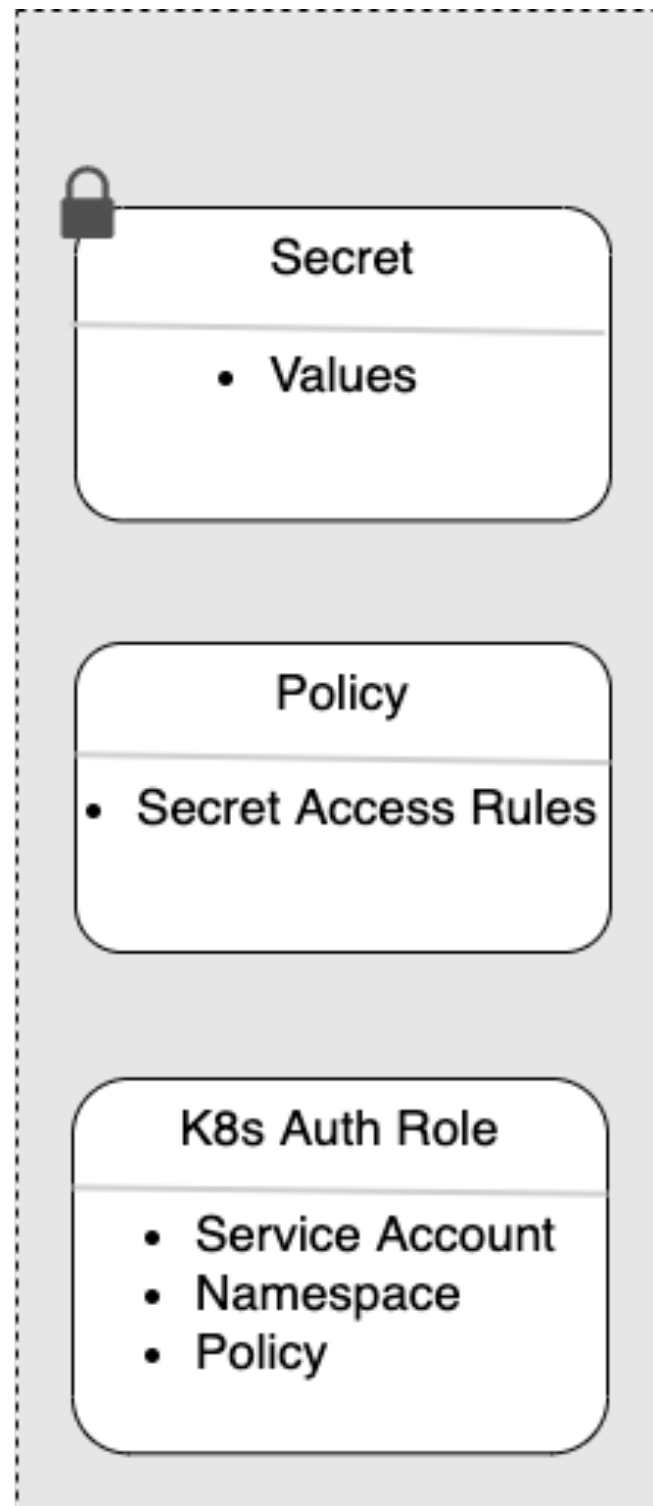 Secret
• Values
Policy
• Secret Access Rules
K8s Auth Role
• Service Account
• Namespace
• Policy